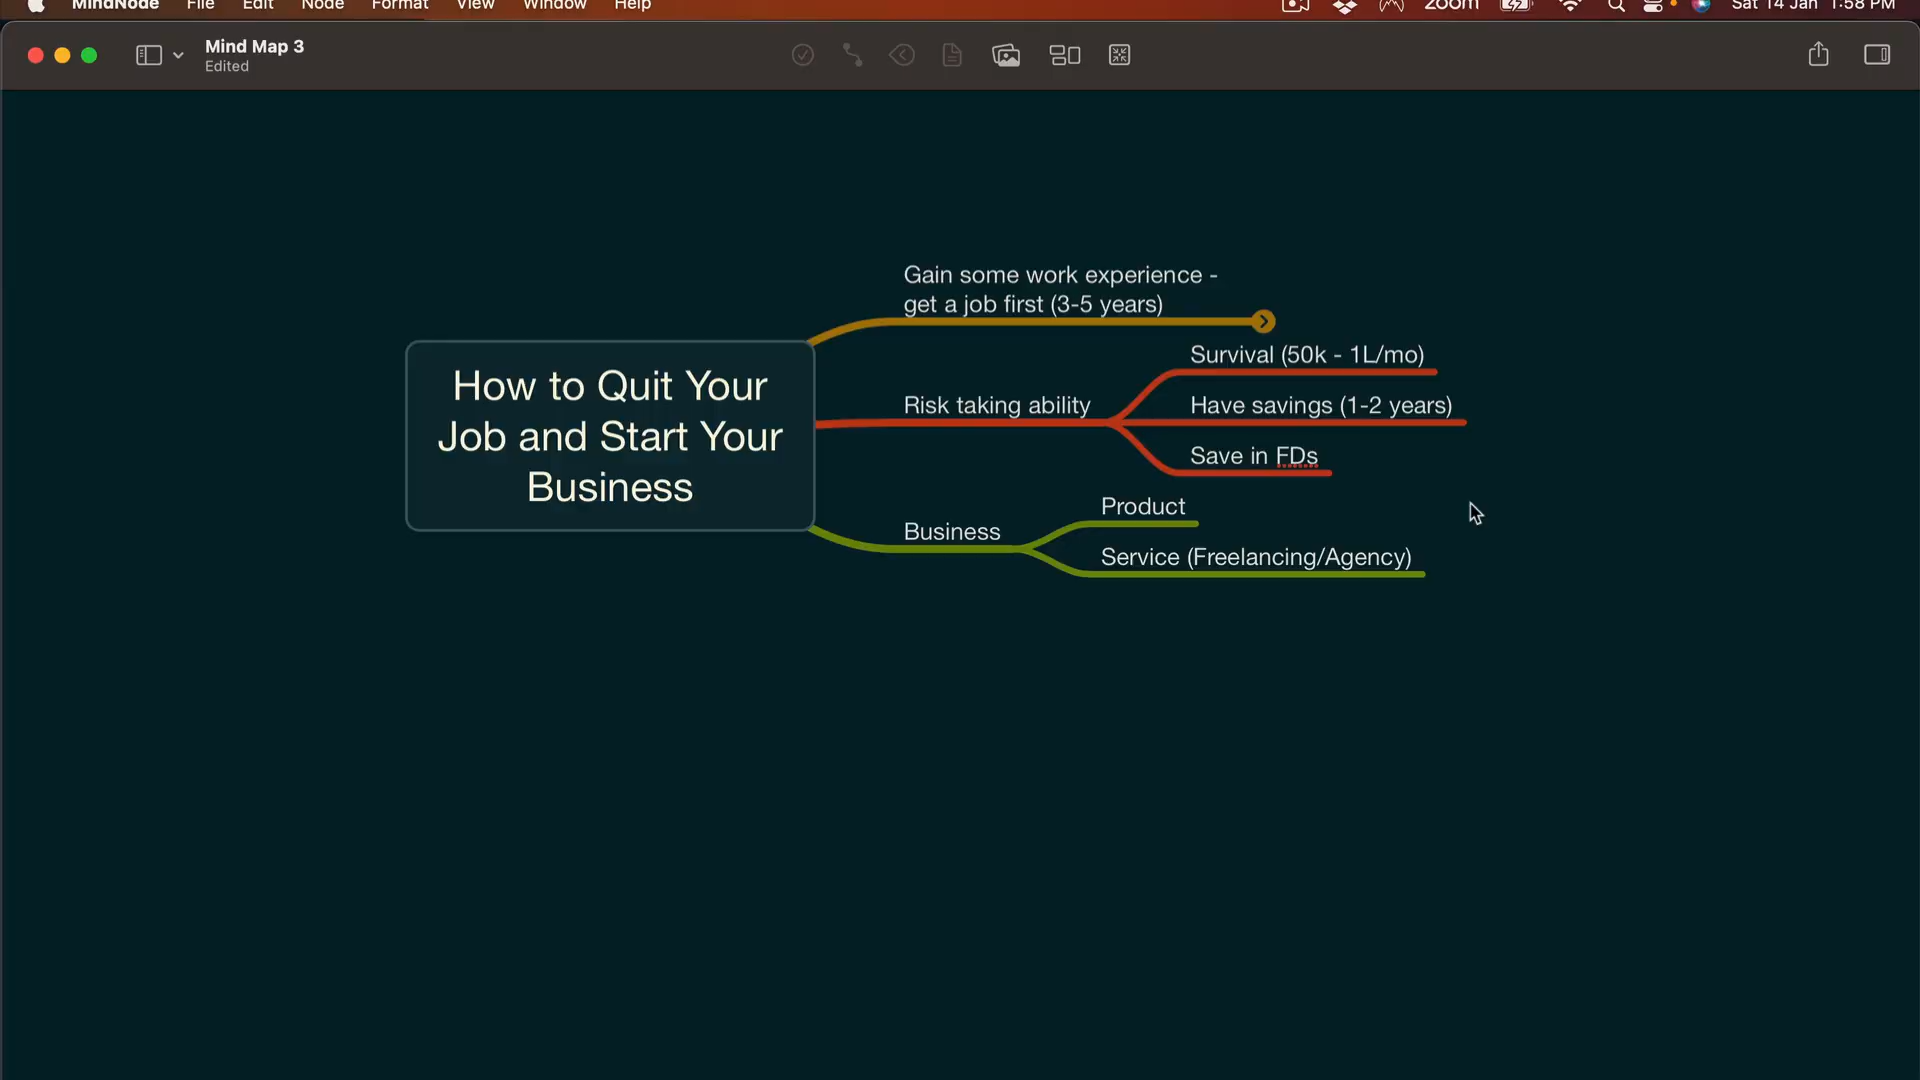 MindNode File Edit Node Format View Window Help zoom Sat 14 Jan 1:58 PM
Mind Map 3
Edited
Gain some work experience -
get a job first (3-5 years)
Survival (50k - 1L/mo)
Risk taking ability
Have savings (1-2 years)
Save in FDs
How to Quit Your
Job and Start Your
Business
Product
Business
Service (Freelancing/Agency)